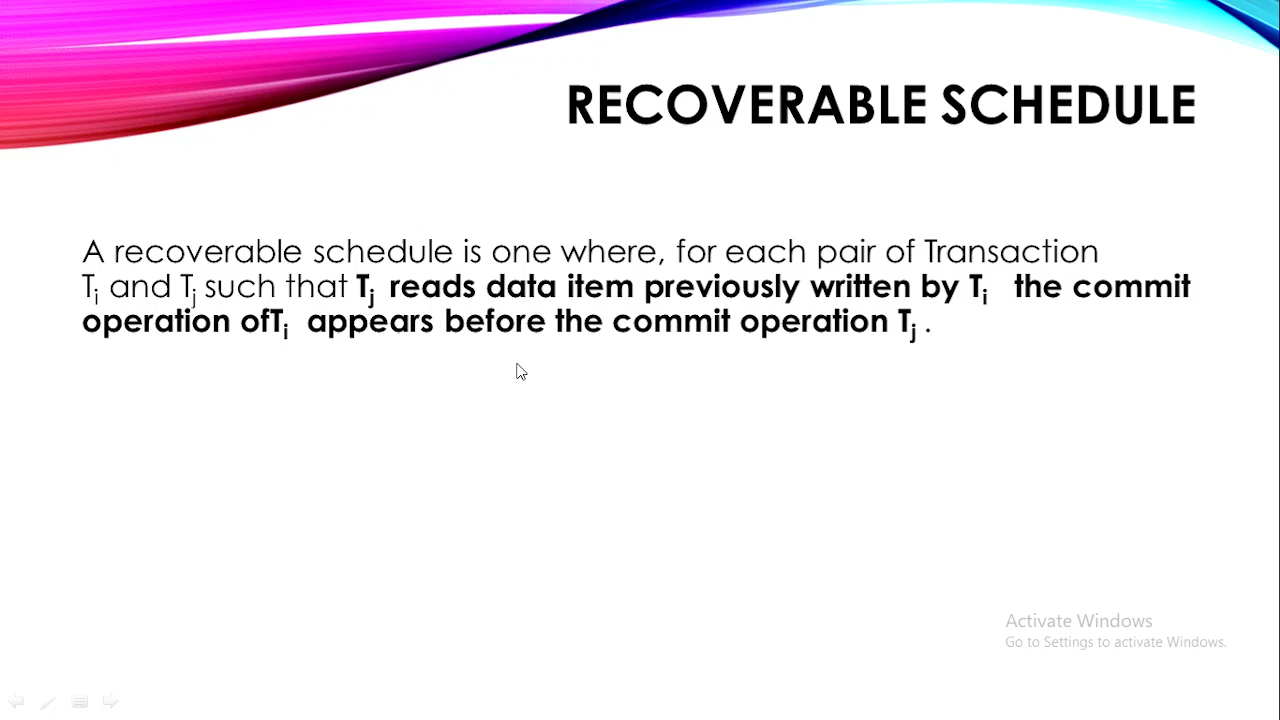 RECOVERABLE SCHEDULE
A recoverable schedule is one where, for each pair of Transaction
Ti and Tj such that Tj reads data item previously written by Ti the commit
operation ofTi appears before the commit operation Tj .
Activate Windows
Go to Settings to activate Windows.